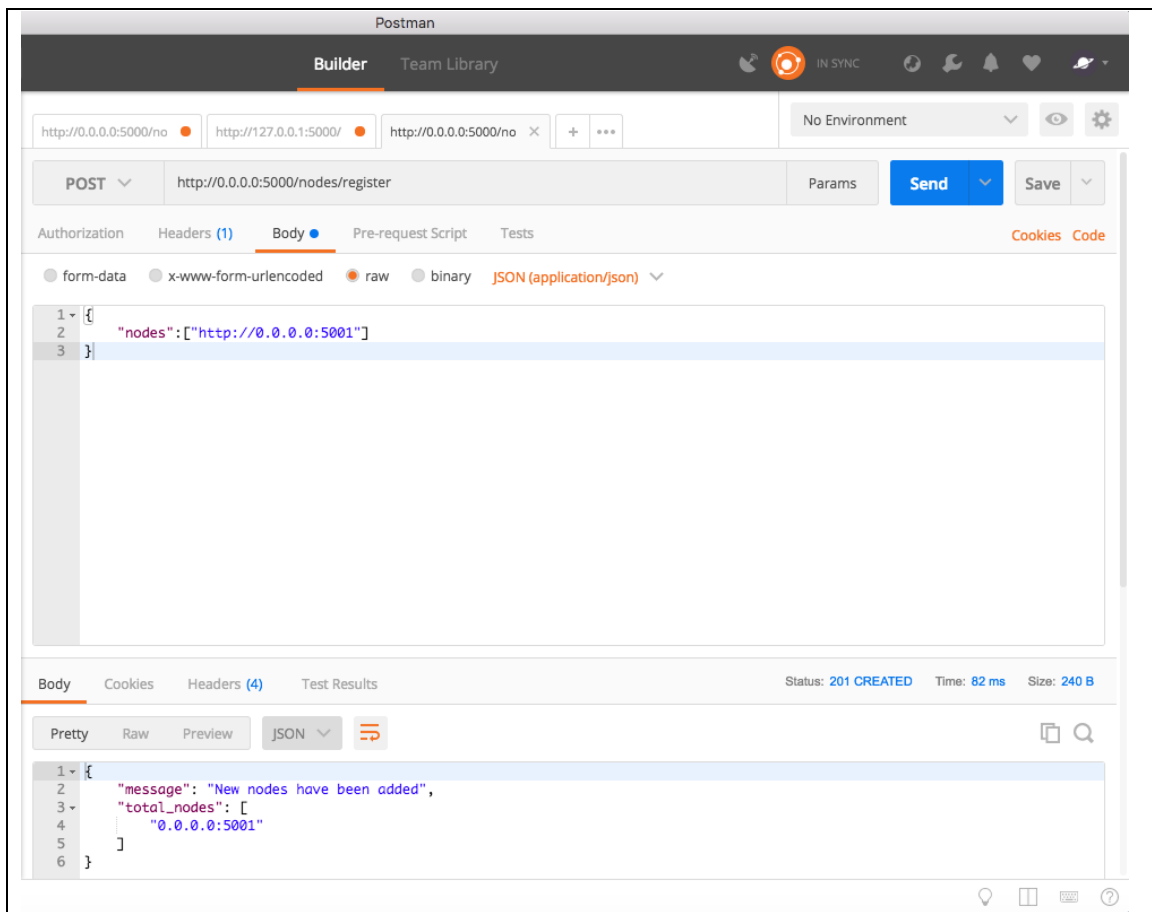 Postman
Builder Team Library IN SYNC
http://0.0.0.0:5000/no http://127.0.0.1:5000/ http://0.0.0.0:5000/no + ••• No Environment
POST http://0.0.0.0:5000/nodes/register Params Send Save
Authorization Headers (1) Body Pre-request Script Tests Cookies Code
form-data x-www-form-urlencoded raw binary JSON (application/json)
1 {
2 "nodes":["http://0.0.0.0:5001"]
3 }
Body Cookies Headers (4) Test Results Status: 201 CREATED Time: 82 ms Size: 240 B
Pretty Raw Preview JSON
1 {
2 "message": "New nodes have been added",
3 "total_nodes": [
4 "0.0.0.0:5001"
5 ]
6 }